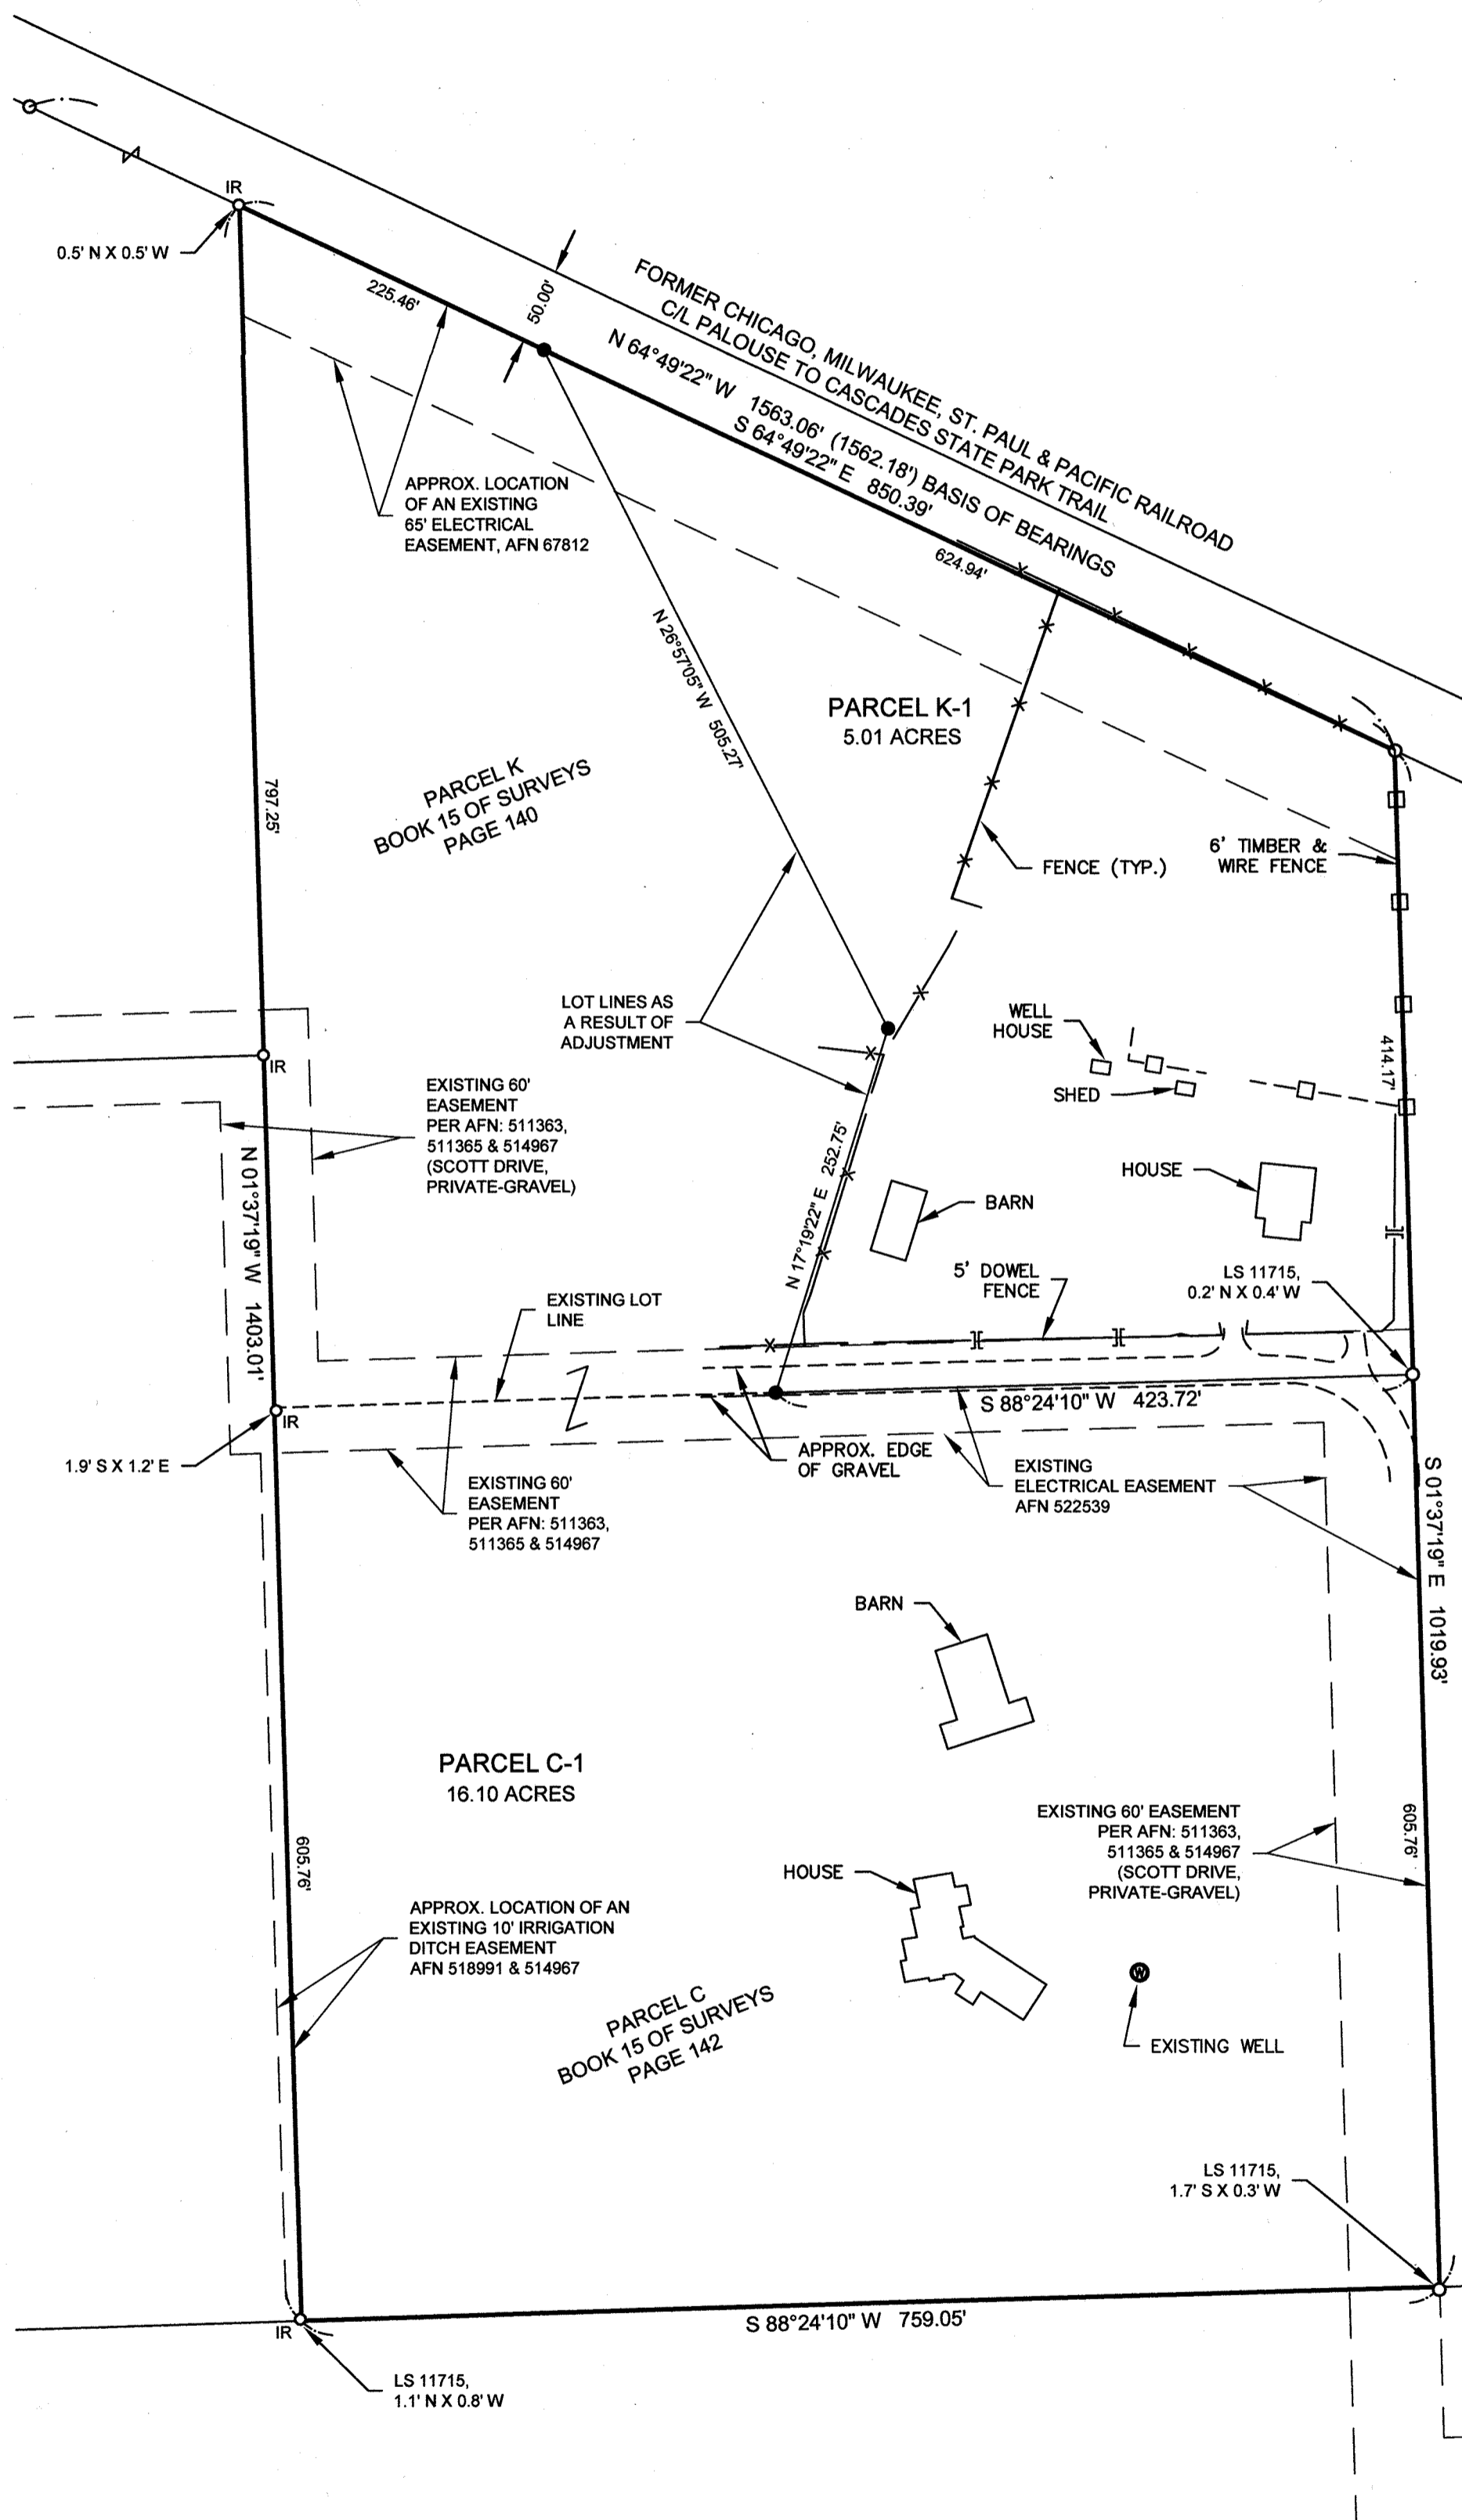 IR
0.5' N X 0.5' W
225.46'
50.00'
FORMER CHICAGO, MILWAUKEE, ST. PAUL & PACIFIC RAILROAD
C/L PALOUSE TO CASCADES STATE PARK TRAIL
N 64°49'22" W 1563.06' (1562.18') BASIS OF BEARINGS
S 64°49'22" E 850.39'
624.94'
APPROX. LOCATION
OF AN EXISTING
65' ELECTRICAL
EASEMENT, AFN 67812
N 26°57'05" W 505.27'
PARCEL K-1
5.01 ACRES
PARCEL K
BOOK 15 OF SURVEYS
PAGE 140
797.25'
6' TIMBER &
WIRE FENCE
FENCE (TYP.)
LOT LINES AS
A RESULT OF
ADJUSTMENT
WELL
HOUSE
SHED
414.17'
IR
EXISTING 60'
EASEMENT
PER AFN: 511363,
511365 & 514967
(SCOTT DRIVE,
PRIVATE-GRAVEL)
N 01°37'19" W 1403.01'
N 17°19'22" E 252.75'
BARN
HOUSE
5' DOWEL
FENCE
LS 11715,
0.2' N X 0.4' W
EXISTING LOT
LINE
IR
1.9' S X 1.2' E
S 88°24'10" W 423.72'
APPROX. EDGE
OF GRAVEL
EXISTING
ELECTRICAL EASEMENT
AFN 522539
EXISTING 60'
EASEMENT
PER AFN: 511363,
511365 & 514967
S 01°37'19" E 1019.93'
BARN
PARCEL C-1
16.10 ACRES
EXISTING 60' EASEMENT
PER AFN: 511363,
511365 & 514967
(SCOTT DRIVE,
PRIVATE-GRAVEL)
605.76'
605.76'
HOUSE
APPROX. LOCATION OF AN
EXISTING 10' IRRIGATION
DITCH EASEMENT
AFN 518991 & 514967
W
PARCEL C
BOOK 15 OF SURVEYS
PAGE 142
EXISTING WELL
LS 11715,
1.7' S X 0.3' W
S 88°24'10" W 759.05'
IR
LS 11715,
1.1' N X 0.8' W